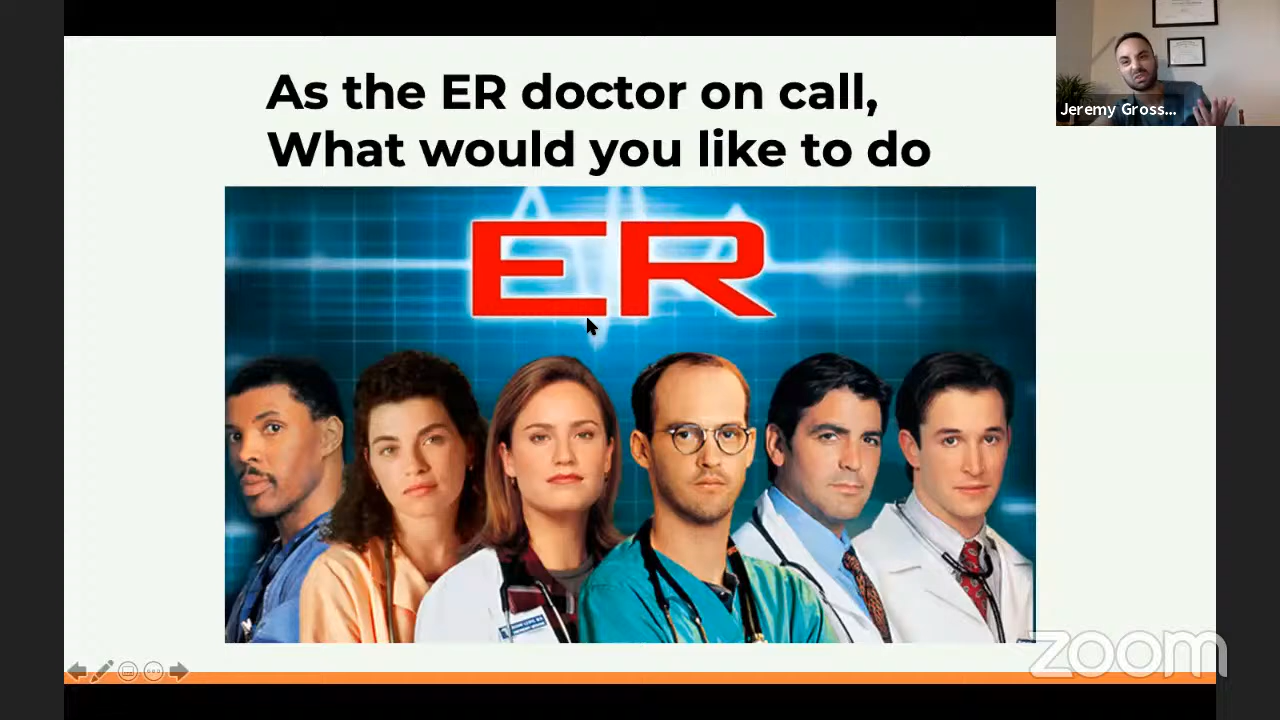 As the ER doctor on call,
What would you like to do
Jeremy Gross...
ER
zoom